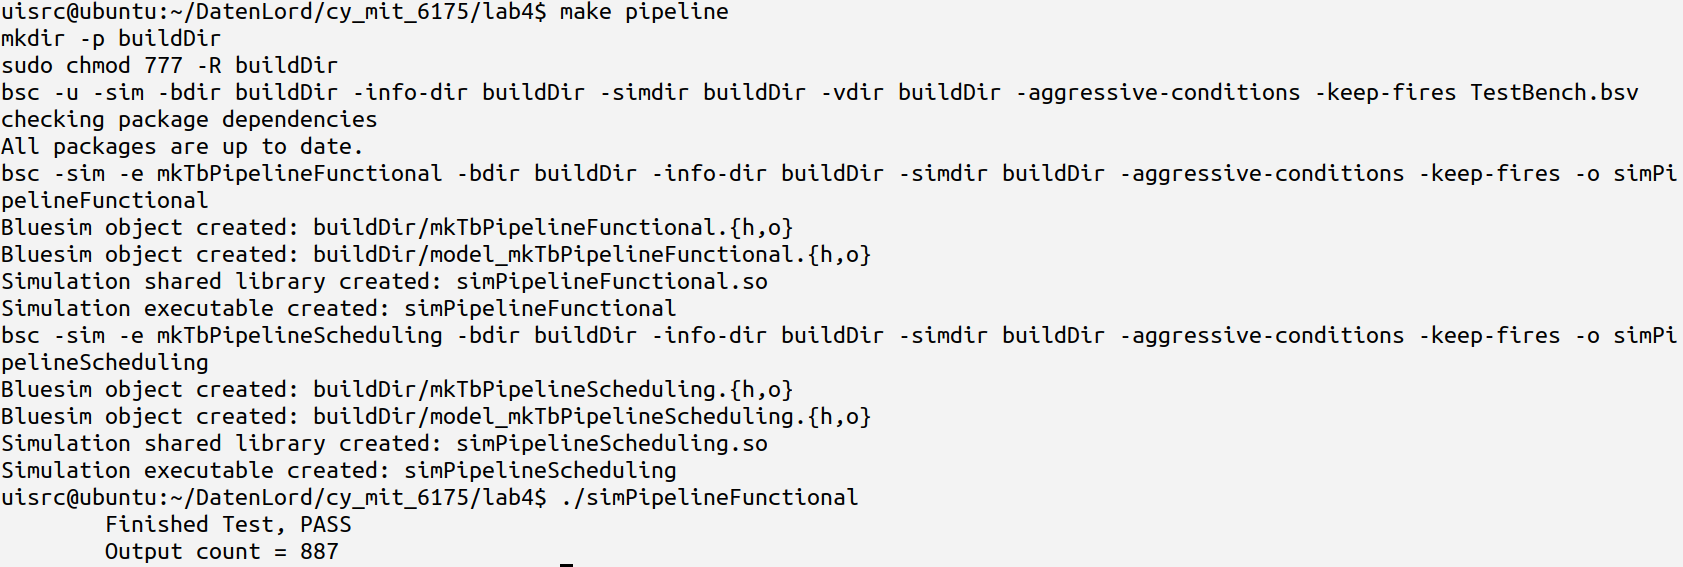 uisrc@ubuntu:~/DatenLord/cy_mit_6175/lab4$ make pipeline
mkdir -p buildDir
sudo chmod 777 -R buildDir
bsc -u -sim -bdir buildDir -info-dir buildDir -simdir buildDir -vdir buildDir -aggressive-conditions -keep-fires TestBench.bsv
checking package dependencies
All packages are up to date.
bsc -sim -e mkTbPipelineFunctional -bdir buildDir -info-dir buildDir -simdir buildDir -aggressive-conditions -keep-fires -o simPi
pelineFunctional
Bluesim object created: buildDir/mkTbPipelineFunctional.{h,o}
Bluesim object created: buildDir/model_mkTbPipelineFunctional.{h,o}
Simulation shared library created: simPipelineFunctional.so
Simulation executable created: simPipelineFunctional
bsc -sim -e mkTbPipelineScheduling -bdir buildDir -info-dir buildDir -simdir buildDir -aggressive-conditions -keep-fires -o simPi
pelineScheduling
Bluesim object created: buildDir/mkTbPipelineScheduling.{h,o}
Bluesim object created: buildDir/model_mkTbPipelineScheduling.{h,o}
Simulation shared library created: simPipelineScheduling.so
Simulation executable created: simPipelineScheduling
uisrc@ubuntu:~/DatenLord/cy_mit_6175/lab4$ ./simPipelineFunctional
Finished Test, PASS
Output count = 887